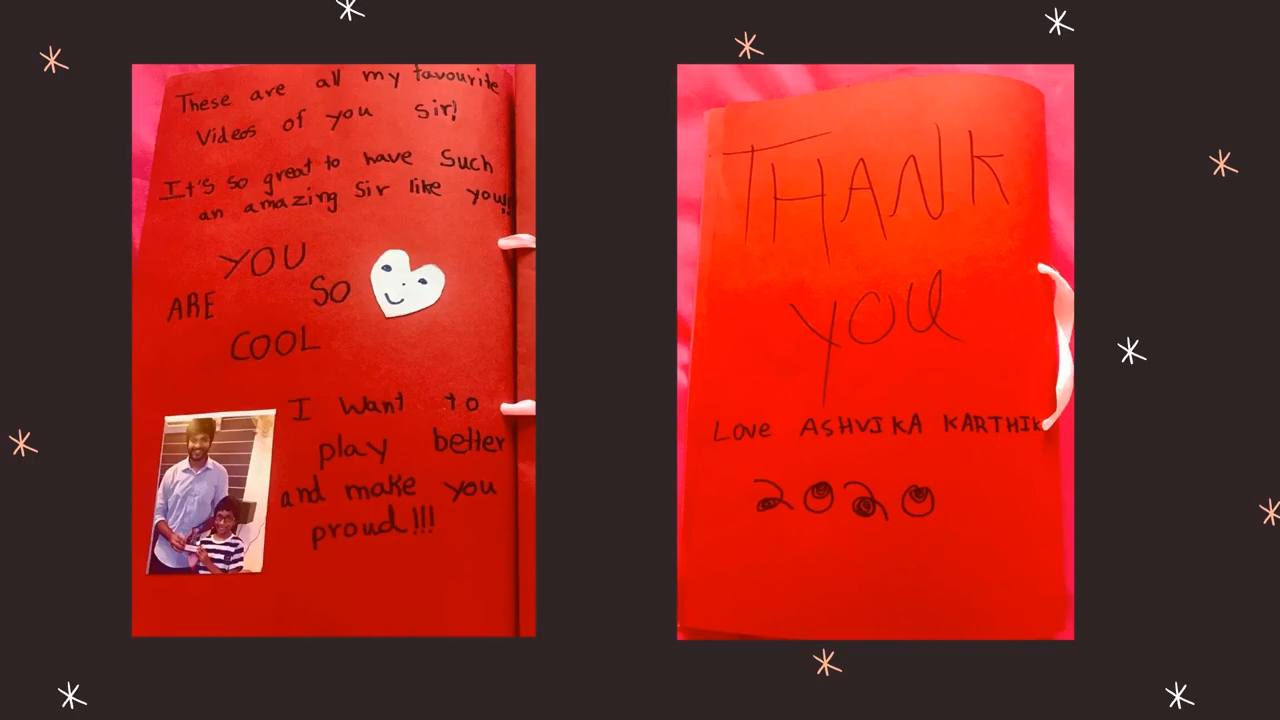 These are all my favourite
Videos of you Sir!
It's so great to have Such
an amazing Sir like you!!
YOU
ARE SO
COOL
I want to
play better
and make you
proud!!!
THANK
YOU
Love ASHVIKA KARTHIK
2020